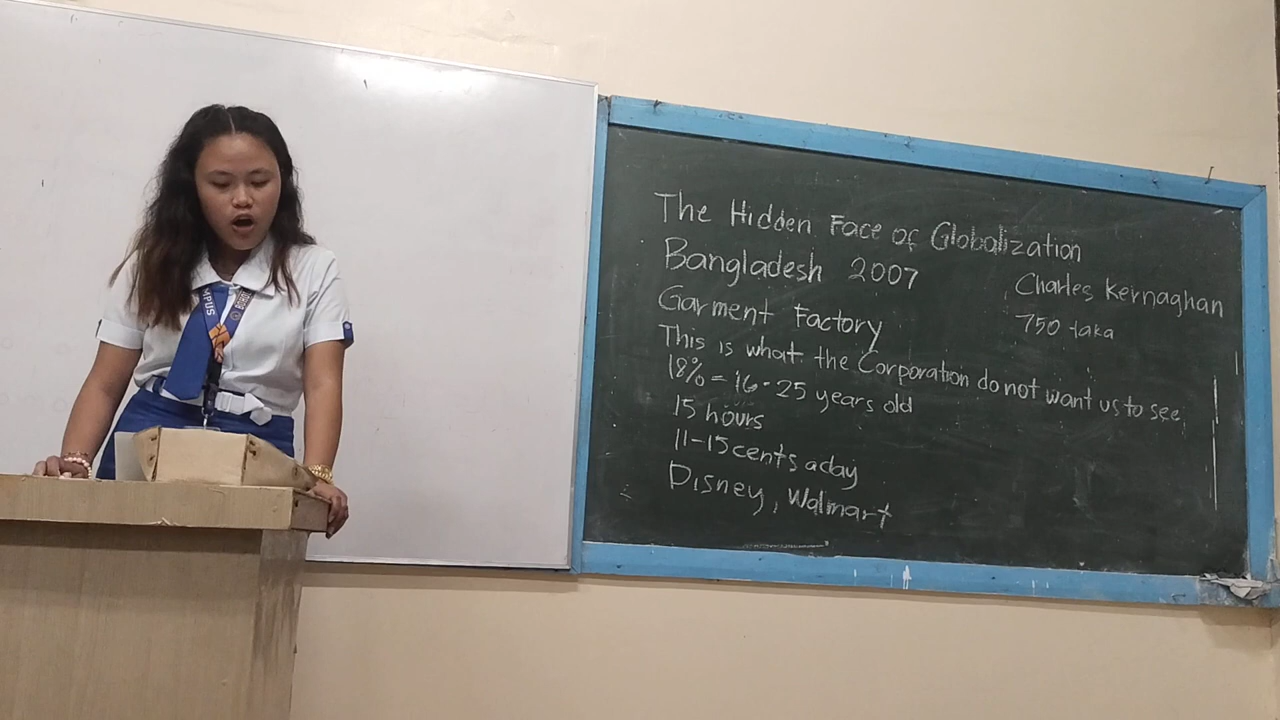 The Hidden Face of Globalization
Bangladesh 2007
Garment Factory
This is what the Corporation do not want us to see
18% = 16-25 years old
15 hours
11-15 cents a day
Disney, Walmart
Charles Kernaghan
750 taka
MPUS